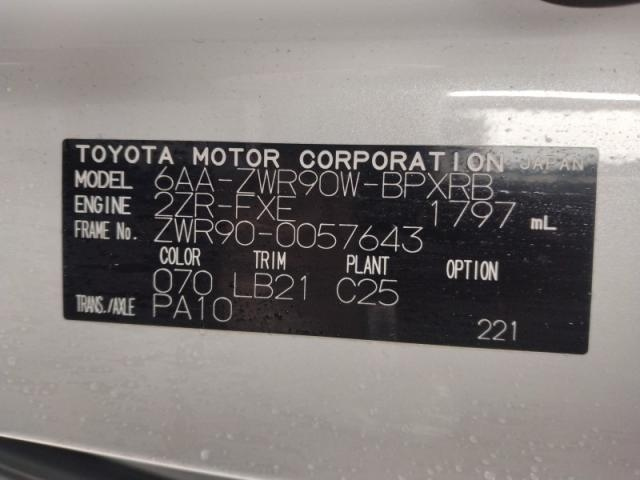 TOYOTA MOTOR CORPORATION JAPAN
MODEL 6AA-ZWR90W-BPXRB
ENGINE 2ZR-FXE 1797 mL
FRAME No. ZWR90-0057643
COLOR TRIM PLANT OPTION
070 LB21 C25
TRANS./AXLE PA10
221